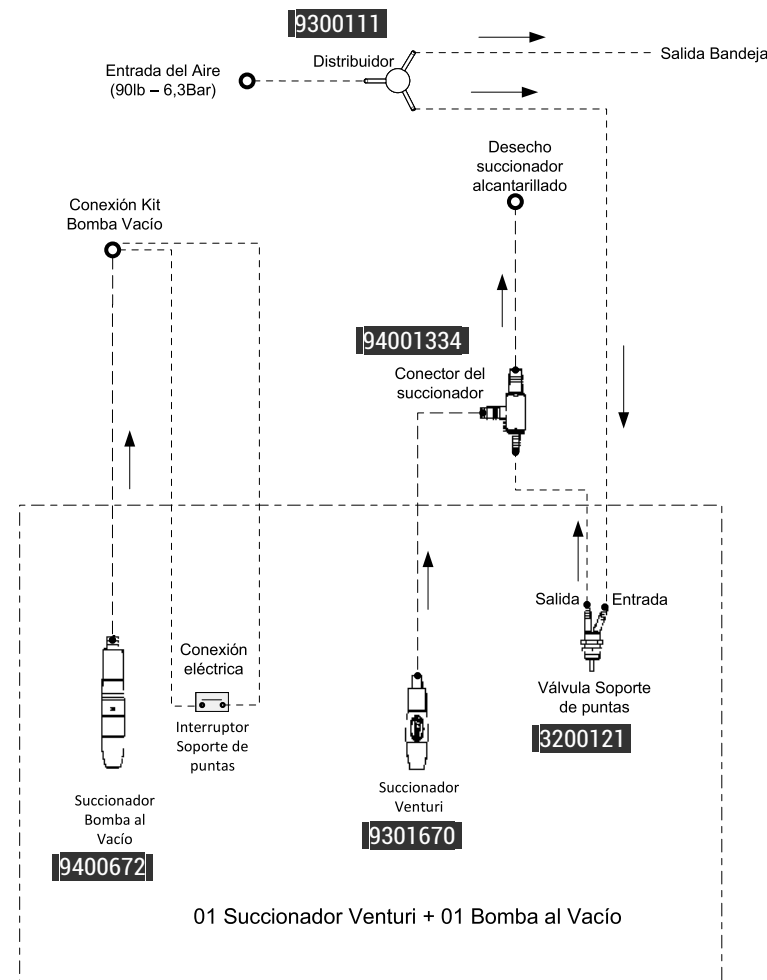 9300111
Distribuidor
Salida Bandeja
Entrada del Aire
(90lb – 6,3Bar)
Desecho
succionador
alcantarillado
Conexión Kit
Bomba Vacío
94001334
Conector del
succionador
Salida
Entrada
Conexión
eléctrica
Interruptor
Soporte de
puntas
Válvula Soporte
de puntas
3200121
Succionador
Bomba al
Vacío
9400672
Succionador
Venturi
9301670
01 Succionador Venturi + 01 Bomba al Vacío